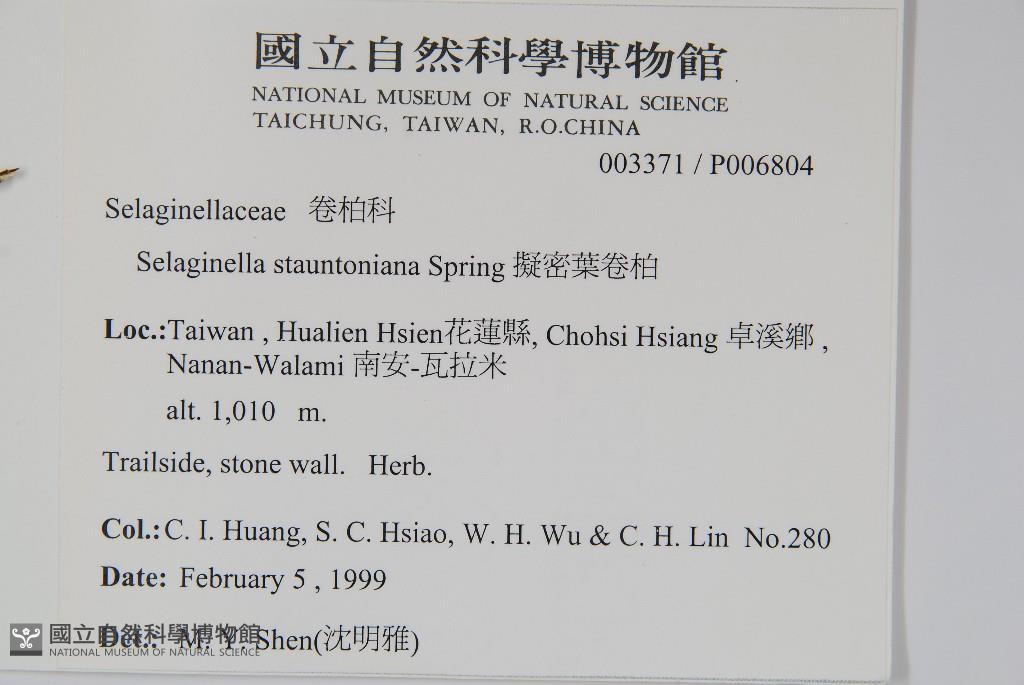 國立自然科學博物館
NATIONAL MUSEUM OF NATURAL SCIENCE
TAICHUNG, TAIWAN, R.O.CHINA
003371 / P006804
Selaginellaceae 卷柏科
Selaginella stauntoniana Spring 擬密葉卷柏
Loc.:Taiwan , Hualien Hsien花蓮縣, Chohsi Hsiang 卓溪鄉 ,
Nanan-Walami 南安-瓦拉米
alt. 1,010 m.
Trailside, stone wall. Herb.
Col.: C. I. Huang, S. C. Hsiao, W. H. Wu & C. H. Lin No.280
Date: February 5 , 1999
Det.: M. Y. Shen(沈明雅)
國立自然科學博物館
NATIONAL MUSEUM OF NATURAL SCIENCE